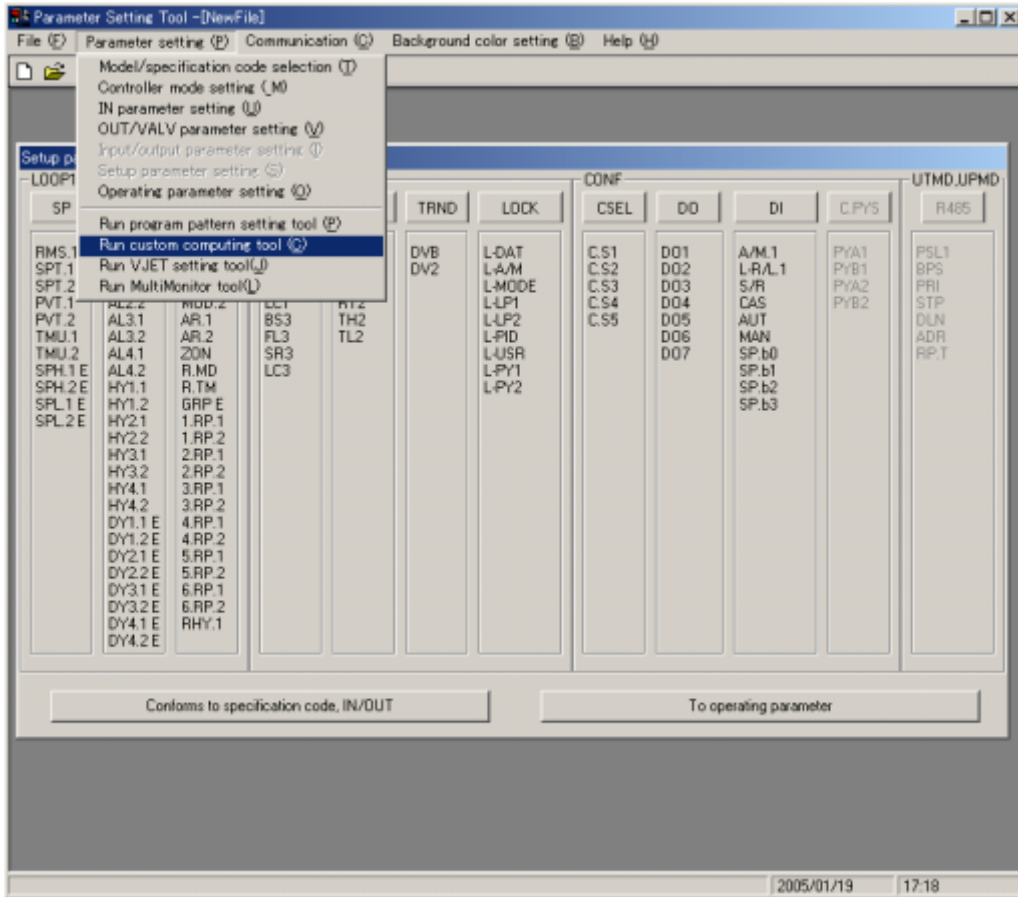 Parameter Setting Tool -[NewFile]
File (F) Parameter setting (P) Communication (C) Background color setting (B) Help (H)
Model/specification code selection (T)
Controller mode setting (_M)
IN parameter setting (U)
OUT/VALV parameter setting (V)
Input/output parameter setting (I)
Setup parameter setting (S)
Operating parameter setting (O)
Run program pattern setting tool (P)
Run custom computing tool (C)
Run VJET setting tool(J)
Run MultiMonitor tool(L)
Setup pa
LOOP1
CONF
UTMD,UPMD
SP
TRND
LOCK
CSEL
DO
DI
C.PYS
R485
RMS.1
SPT.1
SPT.2
PVT.1
PVT.2
TMU.1
TMU.2
SPH.1 E
SPH.2 E
SPL.1 E
SPL.2 E
AL2.2
AL3.1
AL3.2
AL4.1
AL4.2
HY1.1
HY1.2
HY2.1
HY2.2
HY3.1
HY3.2
HY4.1
HY4.2
DY1.1 E
DY1.2 E
DY2.1 E
DY2.2 E
DY3.1 E
DY3.2 E
DY4.1 E
DY4.2 E
MOD.2
AR.1
AR.2
ZON
R.MD
R.TM
GRP E
1.RP.1
1.RP.2
2.RP.1
2.RP.2
3.RP.1
3.RP.2
4.RP.1
4.RP.2
5.RP.1
5.RP.2
6.RP.1
6.RP.2
RHY.1
LC1
BS3
FL3
SR3
LC3
RT2
TH2
TL2
DVB
DV2
L-DAT
L-A/M
L-MODE
L-LP1
L-LP2
L-PID
L-USR
L-PY1
L-PY2
C.S1
C.S2
C.S3
C.S4
C.S5
DO1
DO2
DO3
DO4
DO5
DO6
DO7
A/M.1
L-R/L.1
S/R
CAS
AUT
MAN
SP.b0
SP.b1
SP.b2
SP.b3
PYA1
PYB1
PYA2
PYB2
PSL1
BPS
PRI
STP
DLN
ADR
RP.T
Conforms to specification code, IN/OUT
To operating parameter
2005/01/19 17:18